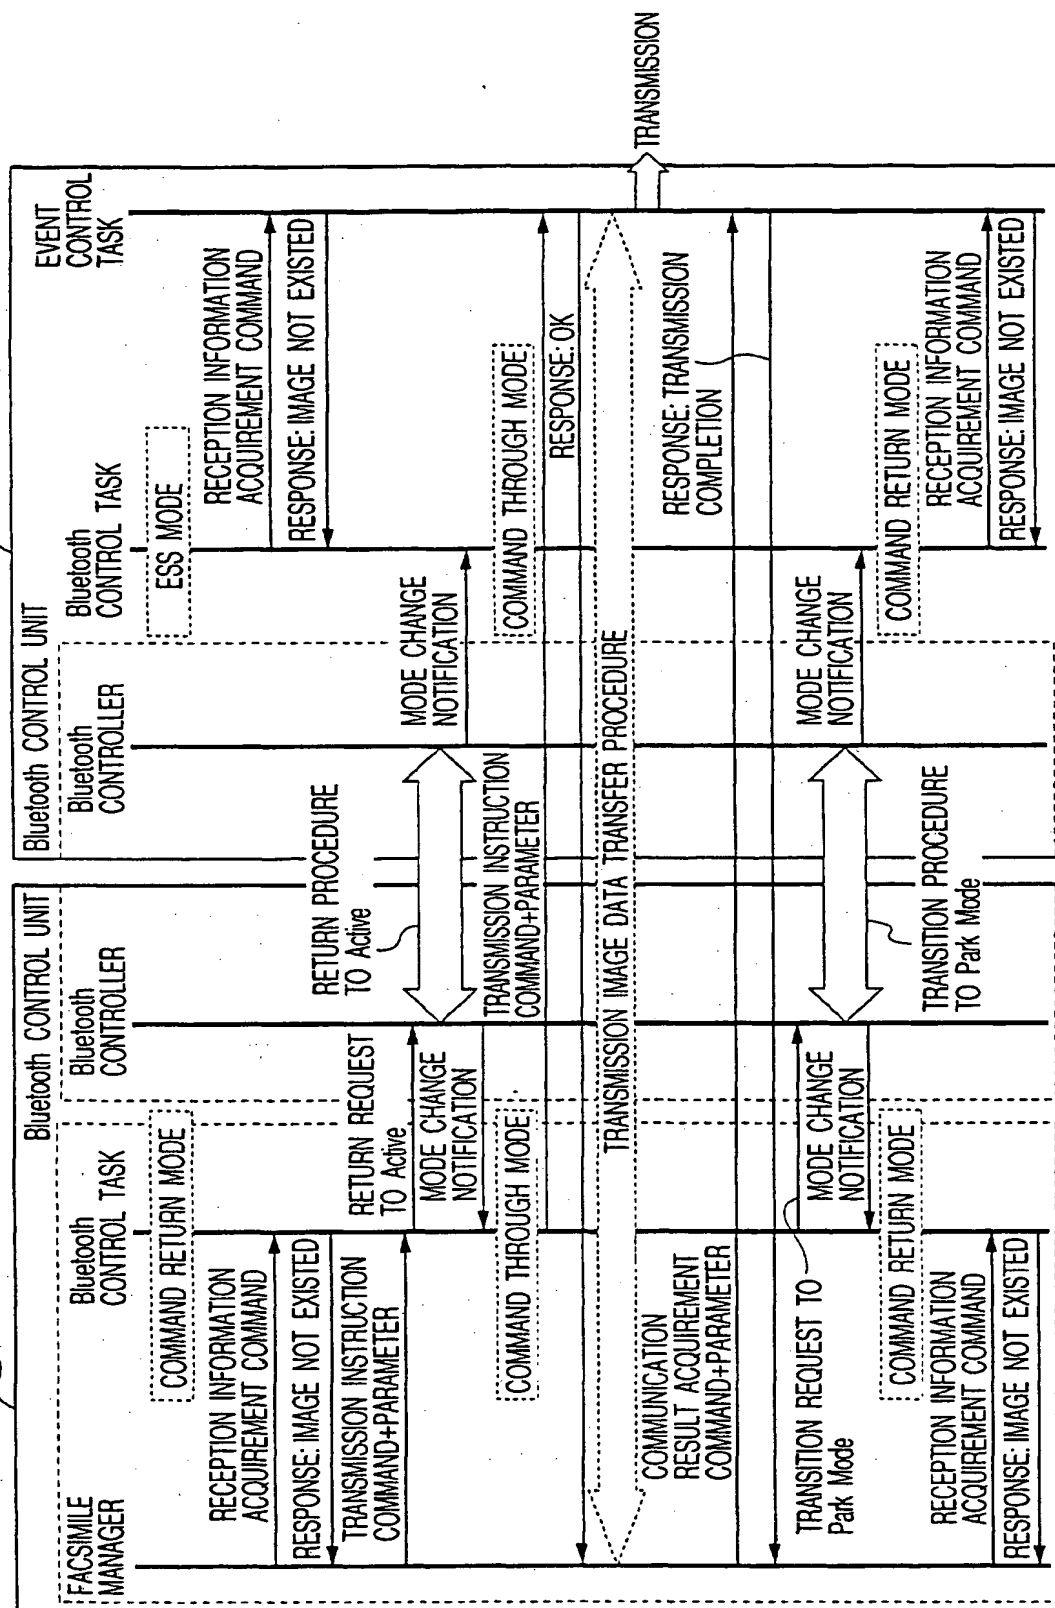 Bluetooth CONTROL UNIT
Bluetooth CONTROL UNIT
FACSIMILE
MANAGER
Bluetooth
CONTROL TASK
Bluetooth
CONTROLLER
Bluetooth
CONTROLLER
Bluetooth
CONTROL TASK
EVENT
CONTROL
TASK
COMMAND RETURN MODE
ESS MODE
RECEPTION INFORMATION
ACQUIREMENT COMMAND
RECEPTION INFORMATION
ACQUIREMENT COMMAND
RESPONSE: IMAGE NOT EXISTED
RESPONSE: IMAGE NOT EXISTED
TRANSMISSION INSTRUCTION
COMMAND+PARAMETER
RETURN REQUEST
TO Active
RETURN PROCEDURE
TO Active
MODE CHANGE
NOTIFICATION
MODE CHANGE
NOTIFICATION
COMMAND THROUGH MODE
TRANSMISSION INSTRUCTION
COMMAND+PARAMETER
COMMAND THROUGH MODE
RESPONSE: OK
TRANSMISSION IMAGE DATA TRANSFER PROCEDURE
TRANSMISSION
COMMUNICATION
RESULT ACQUIREMENT
COMMAND+PARAMETER
RESPONSE: TRANSMISSION
COMPLETION
TRANSITION REQUEST TO
Park Mode
MODE CHANGE
NOTIFICATION
MODE CHANGE
NOTIFICATION
COMMAND RETURN MODE
TRANSITION PROCEDURE
TO Park Mode
COMMAND RETURN MODE
RECEPTION INFORMATION
ACQUIREMENT COMMAND
RECEPTION INFORMATION
ACQUIREMENT COMMAND
RESPONSE: IMAGE NOT EXISTED
RESPONSE: IMAGE NOT EXISTED